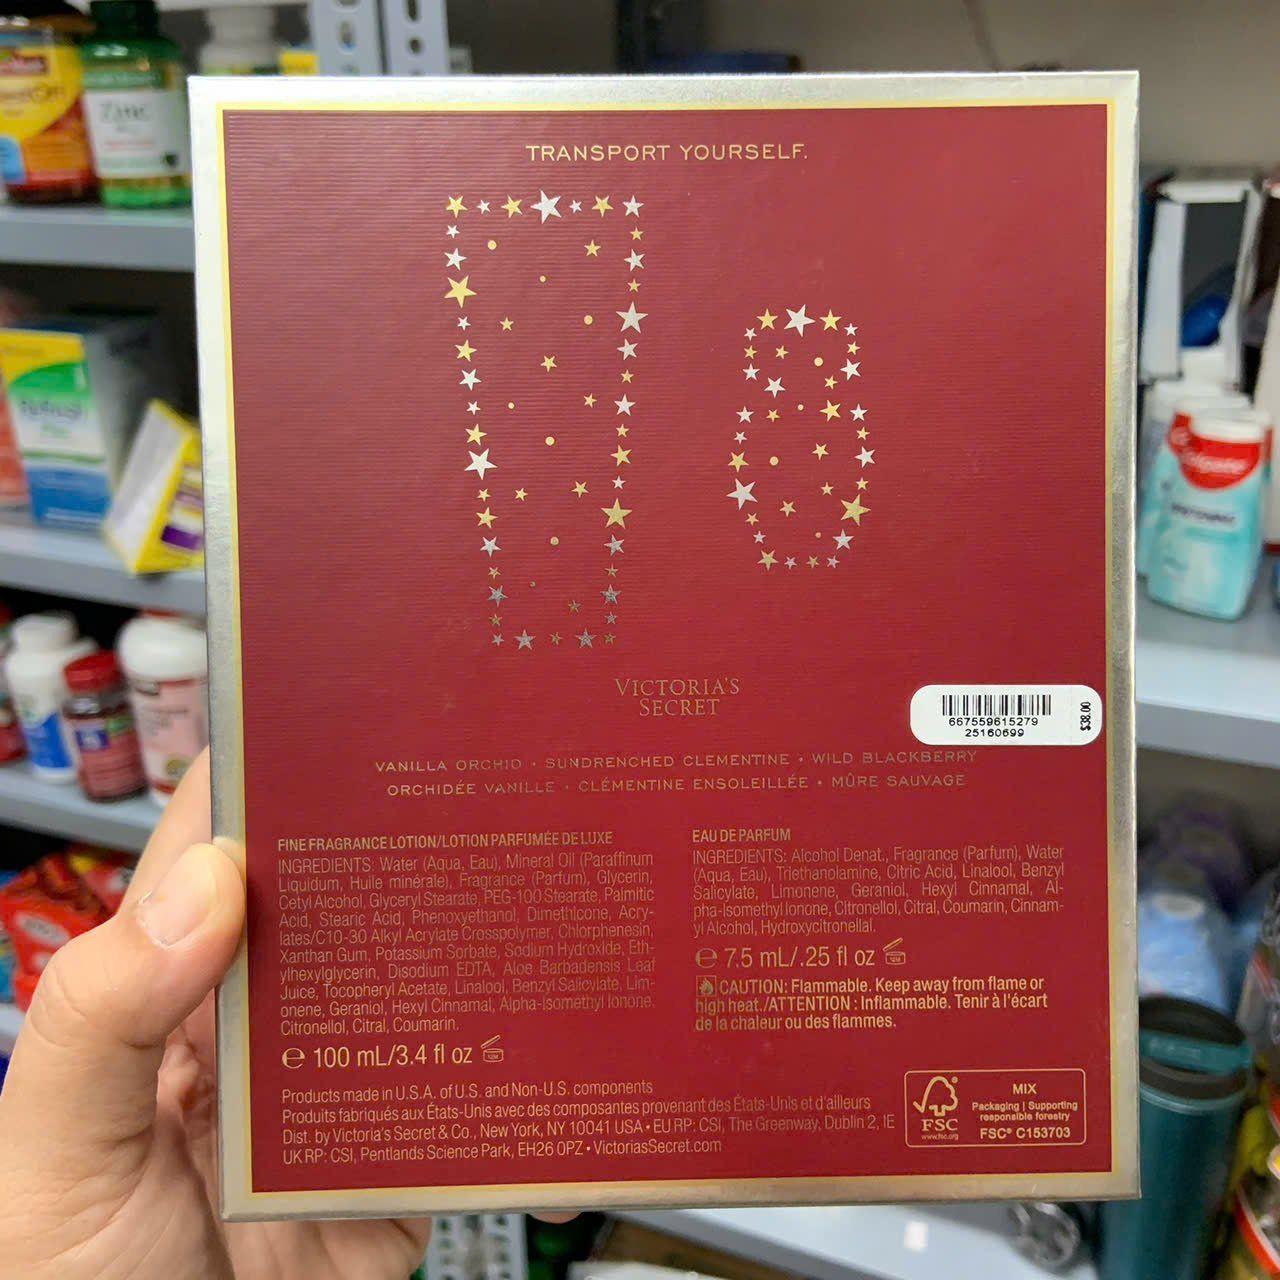 TRANSPORT YOURSELF.
VICTORIA'S
SECRET
667559615279
25160699
$38.00
VANILLA ORCHID • SUNDRENCHED CLEMENTINE • WILD BLACKBERRY
ORCHIDÉE VANILLE • CLÉMENTINE ENSOLEILLÉE • MÛRE SAUVAGE
FINE FRAGRANCE LOTION/LOTION PARFUMÉE DE LUXE
INGREDIENTS: Water (Aqua, Eau), Mineral Oil (Paraffinum
Liquidum, Huile minérale), Fragrance (Parfum), Glycerin,
Cetyl Alcohol, Glyceryl Stearate, PEG-100 Stearate, Palmitic
Acid, Stearic Acid, Phenoxyethanol, Dimethicone, Acry-
lates/C10-30 Alkyl Acrylate Crosspolymer, Chlorphenesin,
Xanthan Gum, Potassium Sorbate, Sodium Hydroxide, Eth-
ylhexylglycerin, Disodium EDTA, Aloe Barbadensis Leaf
Juice, Tocopheryl Acetate, Linalool, Benzyl Salicylate, Lim-
onene, Geraniol, Hexyl Cinnamal, Alpha-Isomethyl Ionone,
Citronellol, Citral, Coumarin.
℮ 100 mL/3.4 fl oz 12M
EAU DE PARFUM
INGREDIENTS: Alcohol Denat., Fragrance (Parfum), Water
(Aqua, Eau), Triethanolamine, Citric Acid, Linalool, Benzyl
Salicylate, Limonene, Geraniol, Hexyl Cinnamal, Al-
pha-Isomethyl Ionone, Citronellol, Citral, Coumarin, Cinnam-
yl Alcohol, Hydroxycitronellal.
℮ 7.5 mL/.25 fl oz 12M
CAUTION: Flammable. Keep away from flame or
high heat./ATTENTION : Inflammable. Tenir à l'écart
de la chaleur ou des flammes.
Products made in U.S.A. of U.S. and Non-U.S. components
Produits fabriqués aux États-Unis avec des composantes provenant des États-Unis et d'ailleurs
Dist. by Victoria's Secret & Co., New York, NY 10041 USA • EU RP: CSI, The Greenway, Dublin 2, IE
UK RP: CSI, Pentlands Science Park, EH26 0PZ • VictoriasSecret.com
FSC
www.fsc.org
MIX
Packaging | Supporting
responsible forestry
FSC® C153703
Zinc
Refresh
Colgate